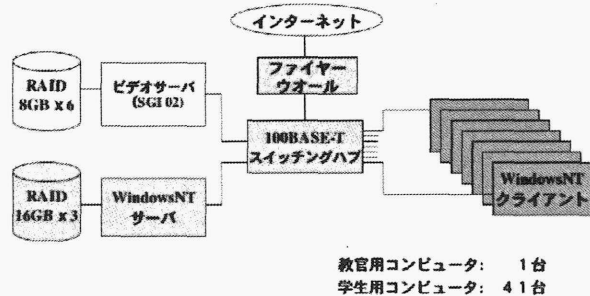 インターネット
ファイヤー
ウオール
RAID
8GB x 6
ビデオサーバ
(SGI 02)
100BASE-T
スイッチングハブ
RAID
16GB x 3
WindowsNT
サーバ
WindowsNT
クライアント
教官用コンピュータ: 1台
学生用コンピュータ: 41台